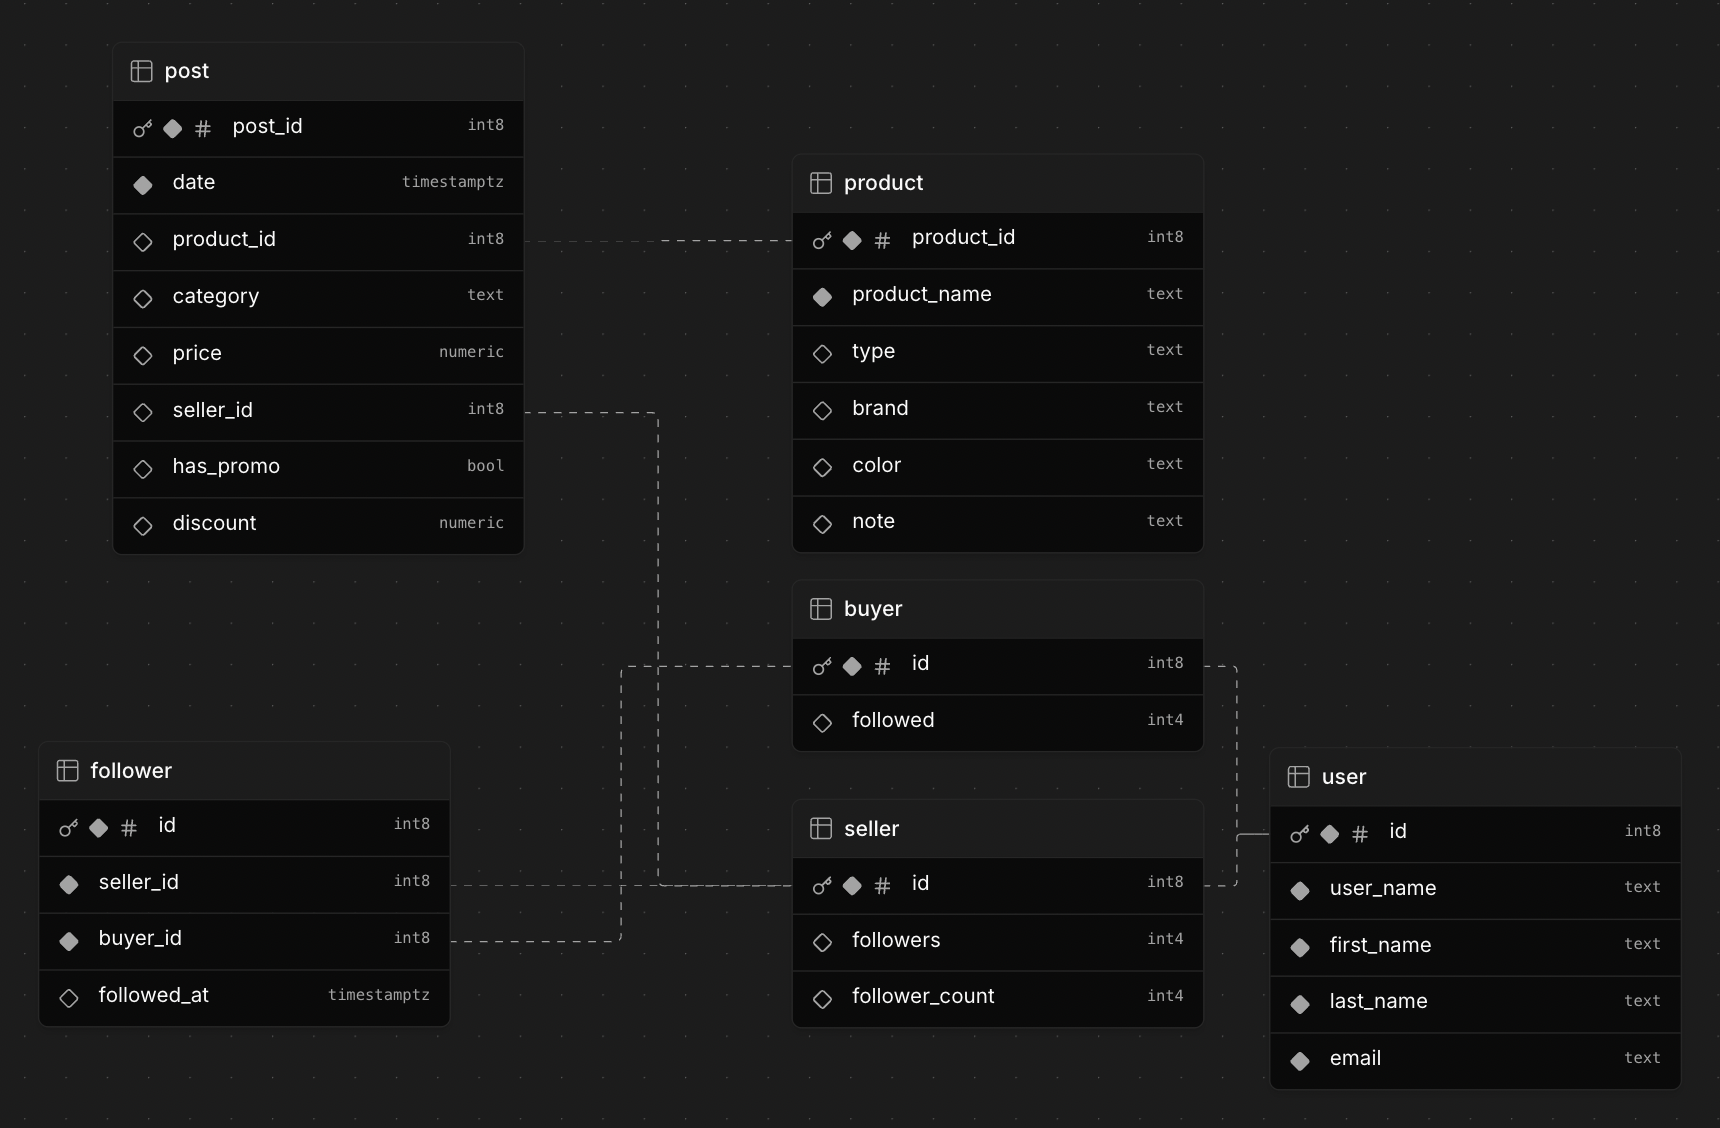 post
# post_id int8
date timestamptz
product_id int8
category text
price numeric
seller_id int8
has_promo bool
discount numeric
product
# product_id int8
product_name text
type text
brand text
color text
note text
buyer
# id int8
followed int4
follower
# id int8
seller_id int8
buyer_id int8
followed_at timestamptz
seller
# id int8
followers int4
follower_count int4
user
# id int8
user_name text
first_name text
last_name text
email text